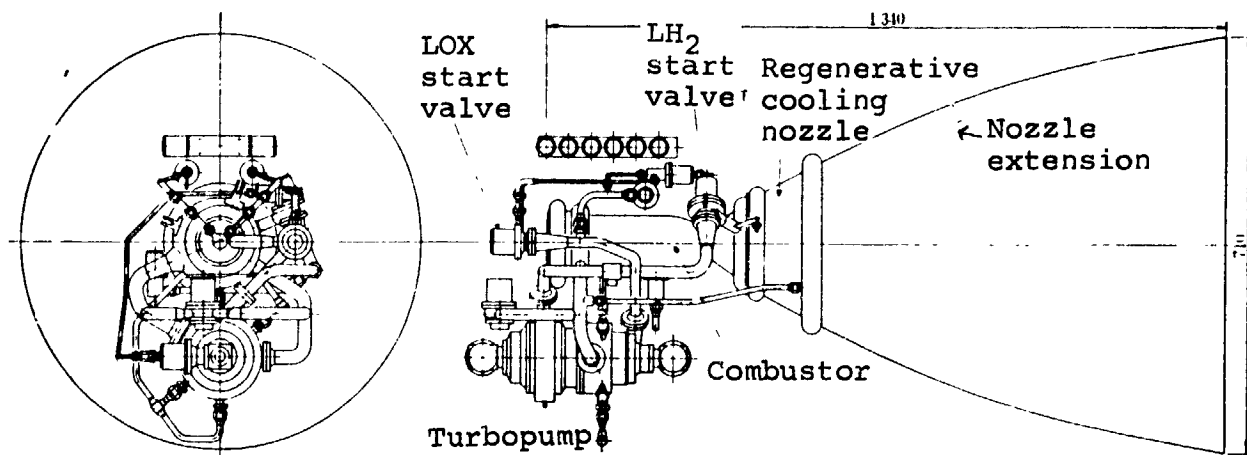 1 340
LOX
start
valve
LH2
start
valve
Regenerative
cooling
nozzle
Nozzle
extension
Combustor
Turbopump